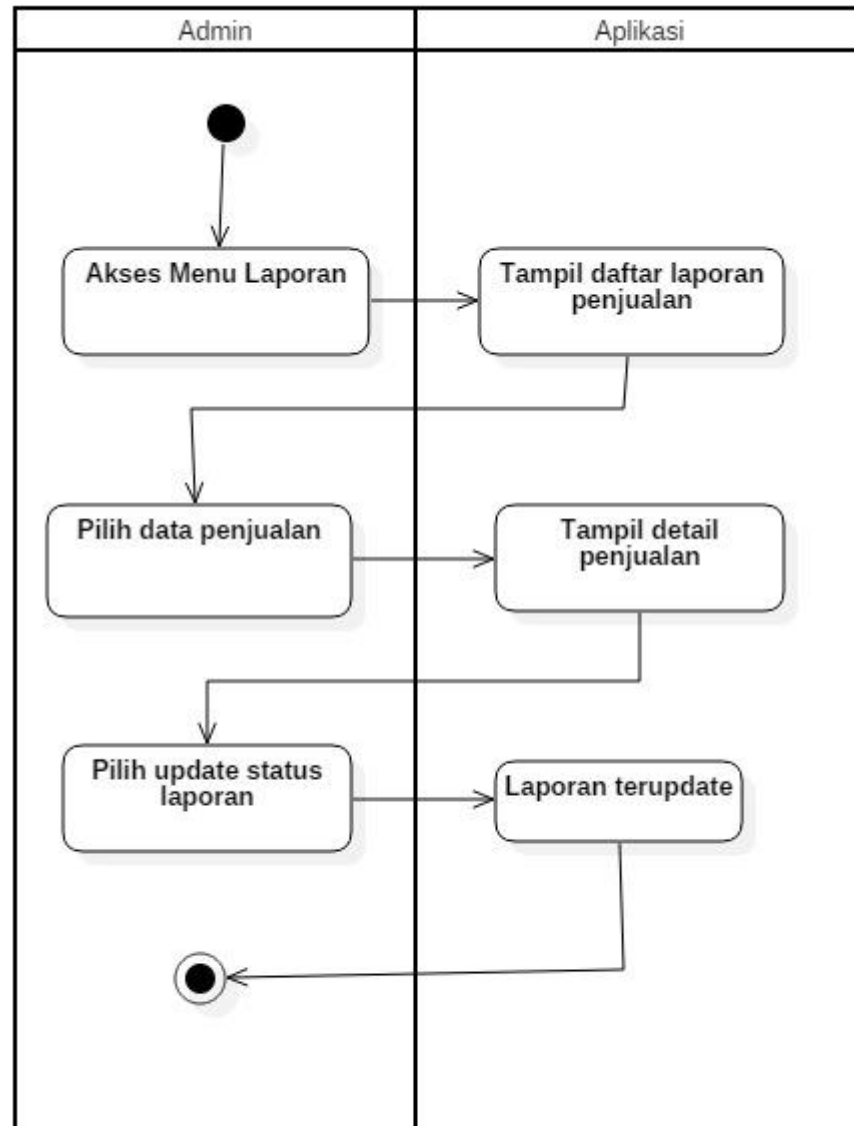 Admin
Aplikasi
Akses Menu Laporan
Tampil daftar laporan
penjualan
Pilih data penjualan
Tampil detail
penjualan
Pilih update status
laporan
Laporan terupdate